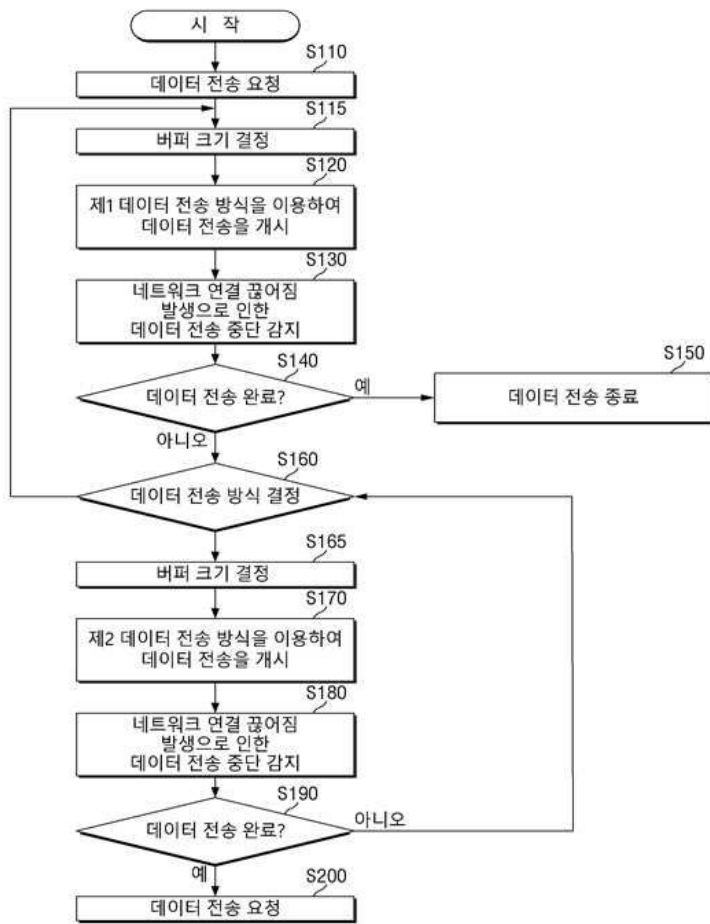 시 작
S110
데이터 전송 요청
S115
버퍼 크기 결정
S120
제1 데이터 전송 방식을 이용하여
데이터 전송을 개시
S130
네트워크 연결 끊어짐
발생으로 인한
데이터 전송 중단 감지
S140
데이터 전송 완료?
예
S150
데이터 전송 종료
아니오
S160
데이터 전송 방식 결정
S165
버퍼 크기 결정
S170
제2 데이터 전송 방식을 이용하여
데이터 전송을 개시
S180
네트워크 연결 끊어짐
발생으로 인한
데이터 전송 중단 감지
S190
데이터 전송 완료?
아니오
예
S200
데이터 전송 요청